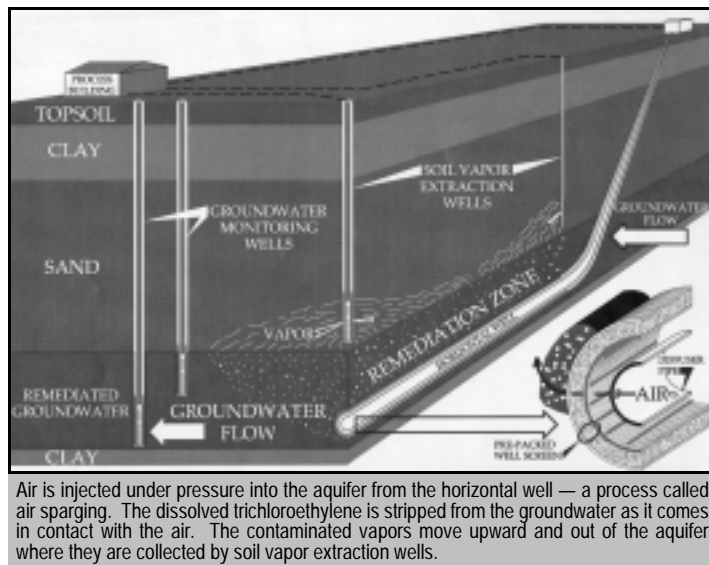 PROCESS
BUILDING
TOPSOIL
CLAY
SAND
GROUNDWATER
MONITORING
WELLS
SOIL VAPOR
EXTRACTION
WELLS
GROUNDWATER
FLOW
VAPORS
REMEDIATION ZONE
REMEDIATED
GROUNDWATER
GROUNDWATER
FLOW
CLAY
AIR
PRE-PACKED
WELL SCREEN
Air is injected under pressure into the aquifer from the horizontal well — a process called
air sparging. The dissolved trichloroethylene is stripped from the groundwater as it comes
in contact with the air. The contaminated vapors move upward and out of the aquifer
where they are collected by soil vapor extraction wells.